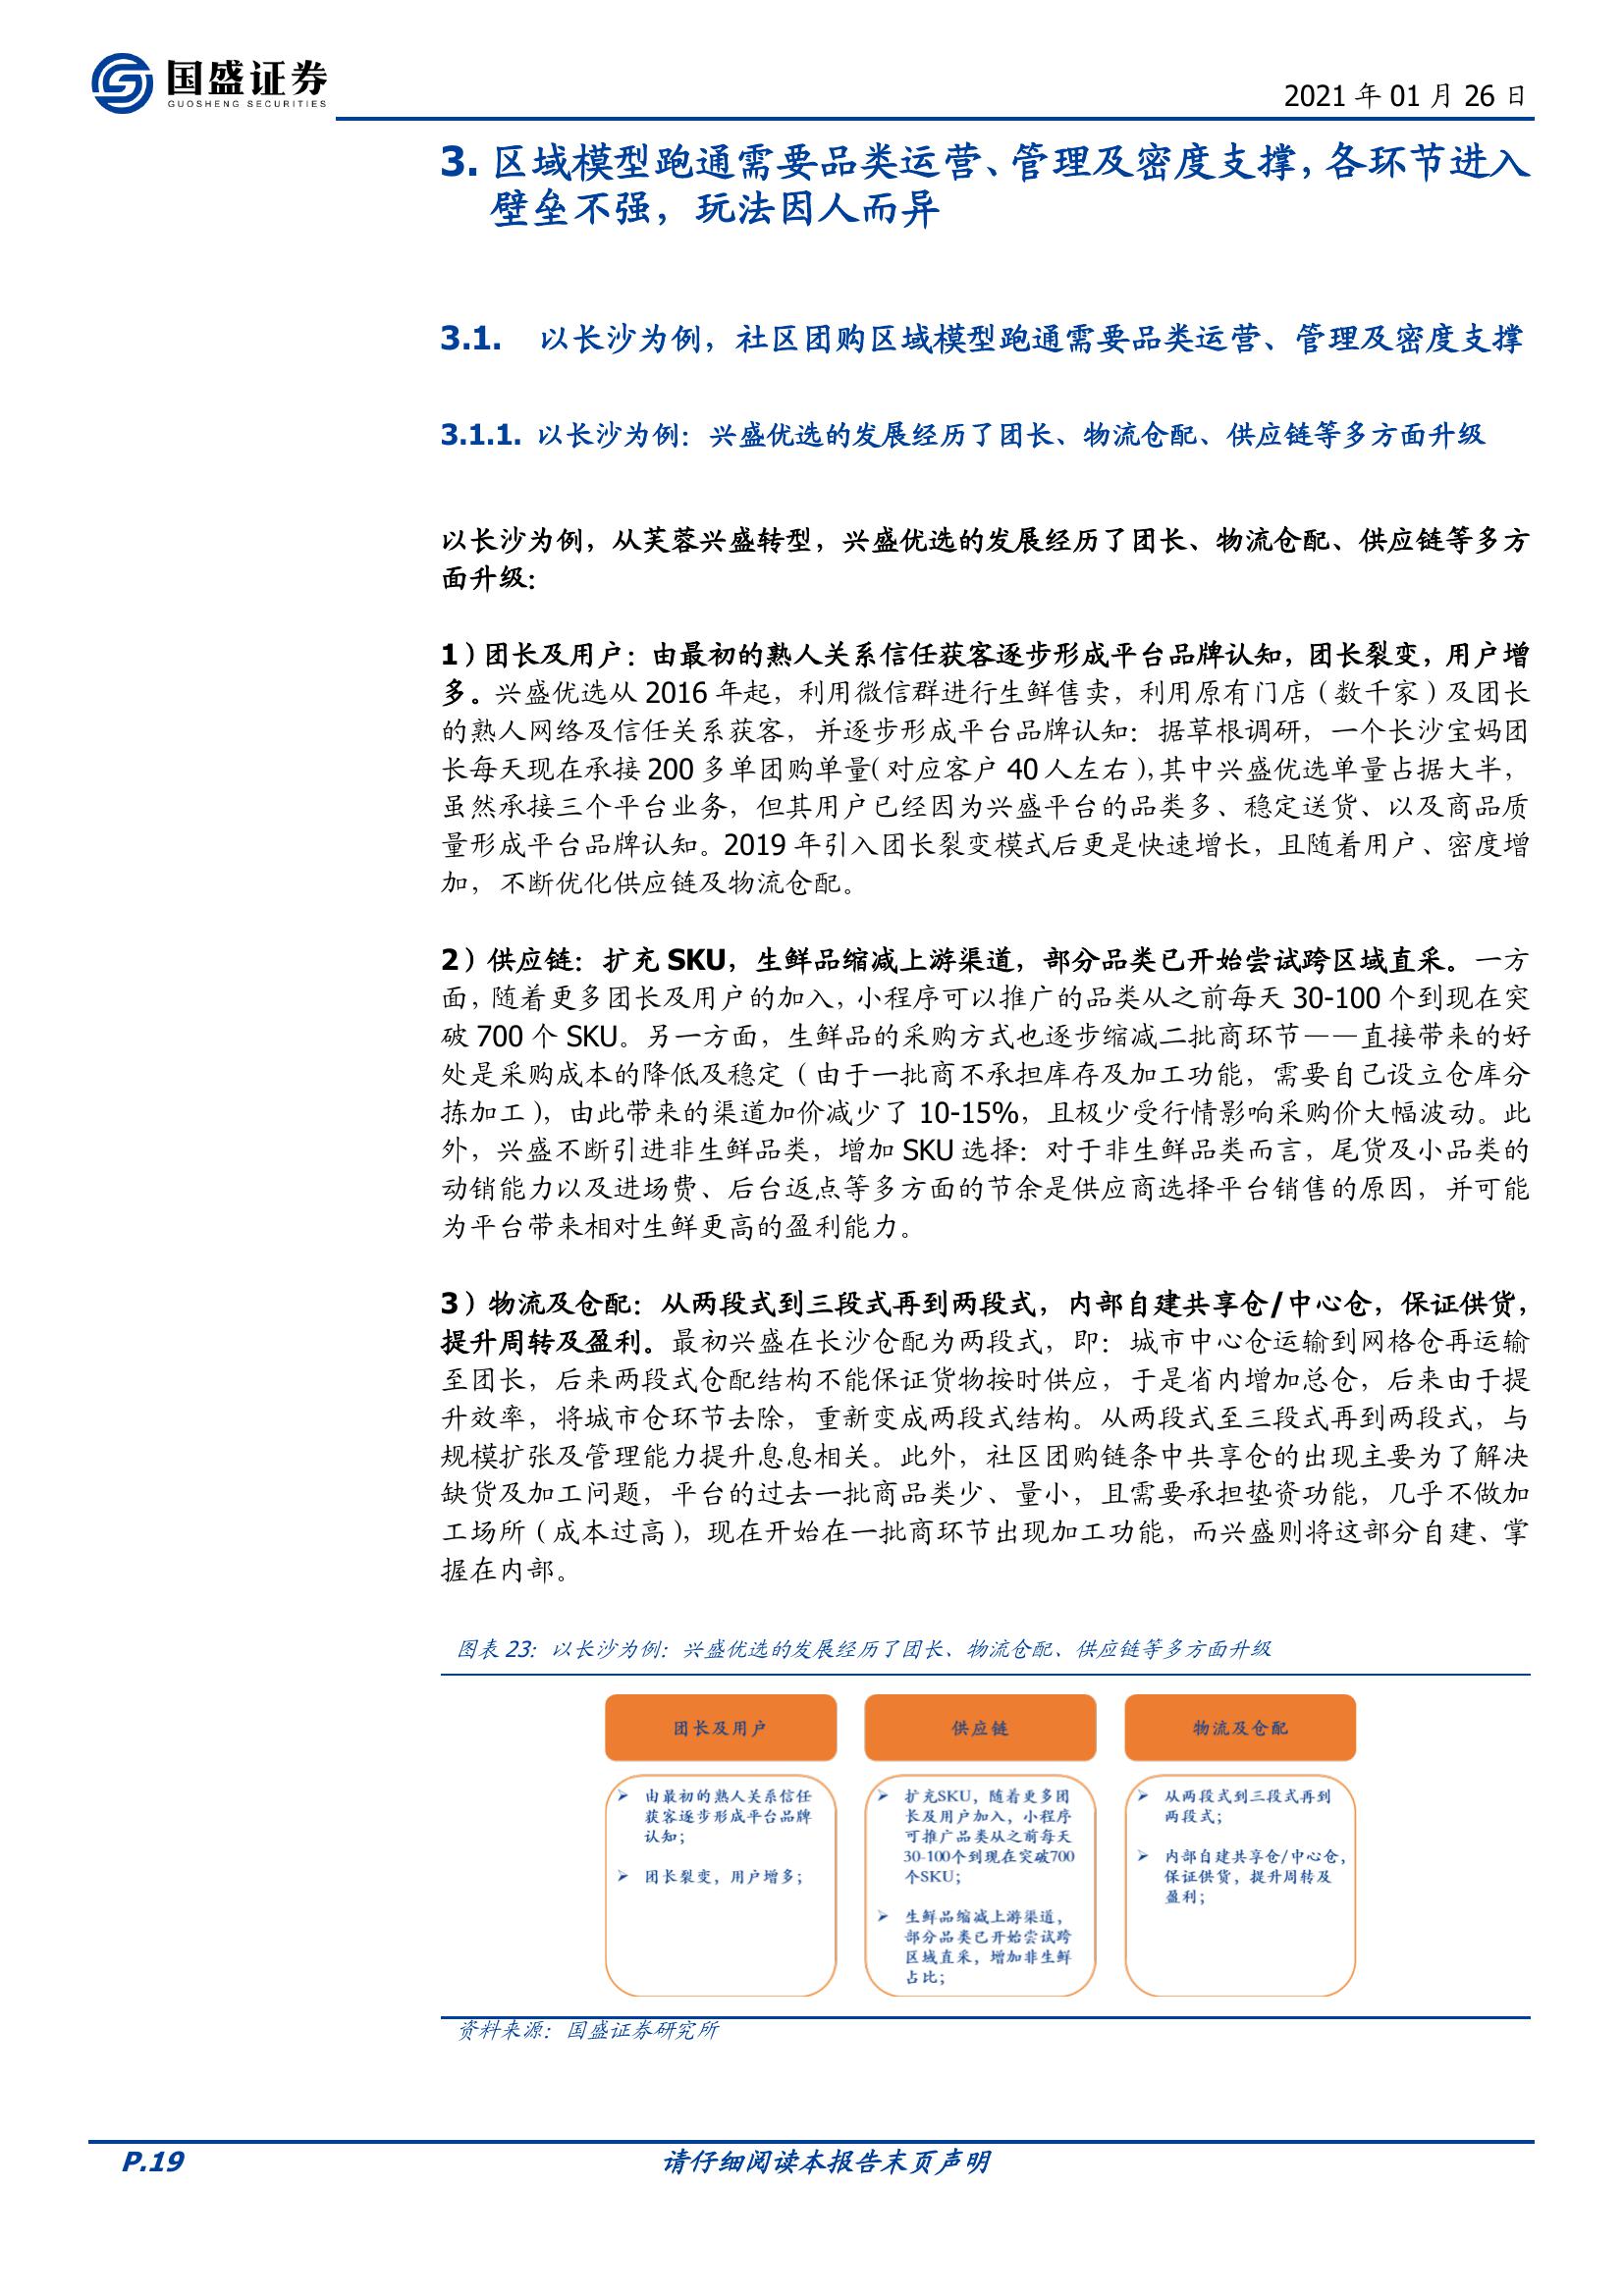 国盛证券
GUOSHENG SECURITIES
2021 年 01 月 26 日
3. 区域模型跑通需要品类运营、管理及密度支撑，各环节进入
壁垒不强，玩法因人而异
3.1. 以长沙为例，社区团购区域模型跑通需要品类运营、管理及密度支撑
3.1.1. 以长沙为例：兴盛优选的发展经历了团长、物流仓配、供应链等多方面升级
以长沙为例，从芙蓉兴盛转型，兴盛优选的发展经历了团长、物流仓配、供应链等多方
面升级：
1）团长及用户：由最初的熟人关系信任获客逐步形成平台品牌认知，团长裂变，用户增
多。兴盛优选从 2016 年起，利用微信群进行生鲜售卖，利用原有门店（数千家）及团长
的熟人网络及信任关系获客，并逐步形成平台品牌认知：据草根调研，一个长沙宝妈团
长每天现在承接 200 多单团购单量（对应客户 40 人左右），其中兴盛优选单量占据大半，
虽然承接三个平台业务，但其用户已经因为兴盛平台的品类多、稳定送货、以及商品质
量形成平台品牌认知。2019 年引入团长裂变模式后更是快速增长，且随着用户、密度增
加，不断优化供应链及物流仓配。
2）供应链：扩充 SKU，生鲜品缩减上游渠道，部分品类已开始尝试跨区域直采。一方
面，随着更多团长及用户的加入，小程序可以推广的品类从之前每天 30-100 个到现在突
破 700 个 SKU。另一方面，生鲜品的采购方式也逐步缩减二批商环节——直接带来的好
处是采购成本的降低及稳定（由于一批商不承担库存及加工功能，需要自己设立仓库分
拣加工），由此带来的渠道加价减少了 10-15%，且极少受行情影响采购价大幅波动。此
外，兴盛不断引进非生鲜品类，增加 SKU 选择：对于非生鲜品类而言，尾货及小品类的
动销能力以及进场费、后台返点等多方面的节余是供应商选择平台销售的原因，并可能
为平台带来相对生鲜更高的盈利能力。
3）物流及仓配：从两段式到三段式再到两段式，内部自建共享仓/中心仓，保证供货，
提升周转及盈利。最初兴盛在长沙仓配为两段式，即：城市中心仓运输到网格仓再运输
至团长，后来两段式仓配结构不能保证货物按时供应，于是省内增加总仓，后来由于提
升效率，将城市仓环节去除，重新变成两段式结构。从两段式至三段式再到两段式，与
规模扩张及管理能力提升息息相关。此外，社区团购链条中共享仓的出现主要为了解决
缺货及加工问题，平台的过去一批商品类少、量小，且需要承担垫资功能，几乎不做加
工场所（成本过高），现在开始在一批商环节出现加工功能，而兴盛则将这部分自建、掌
握在内部。
图表 23：以长沙为例：兴盛优选的发展经历了团长、物流仓配、供应链等多方面升级
团长及用户
➢ 由最初的熟人关系信任
获客逐步形成平台品牌
认知；
➢ 团长裂变，用户增多；
供应链
➢ 扩充SKU，随着更多团
长及用户加入，小程序
可推广品类从之前每天
30-100个到现在突破700
个SKU；
➢ 生鲜品缩减上游渠道，
部分品类已开始尝试跨
区域直采，增加非生鲜
占比；
物流及仓配
➢ 从两段式到三段式再到
两段式；
➢ 内部自建共享仓/中心仓，
保证供货，提升周转及
盈利；
资料来源：国盛证券研究所
P.19
请仔细阅读本报告末页声明